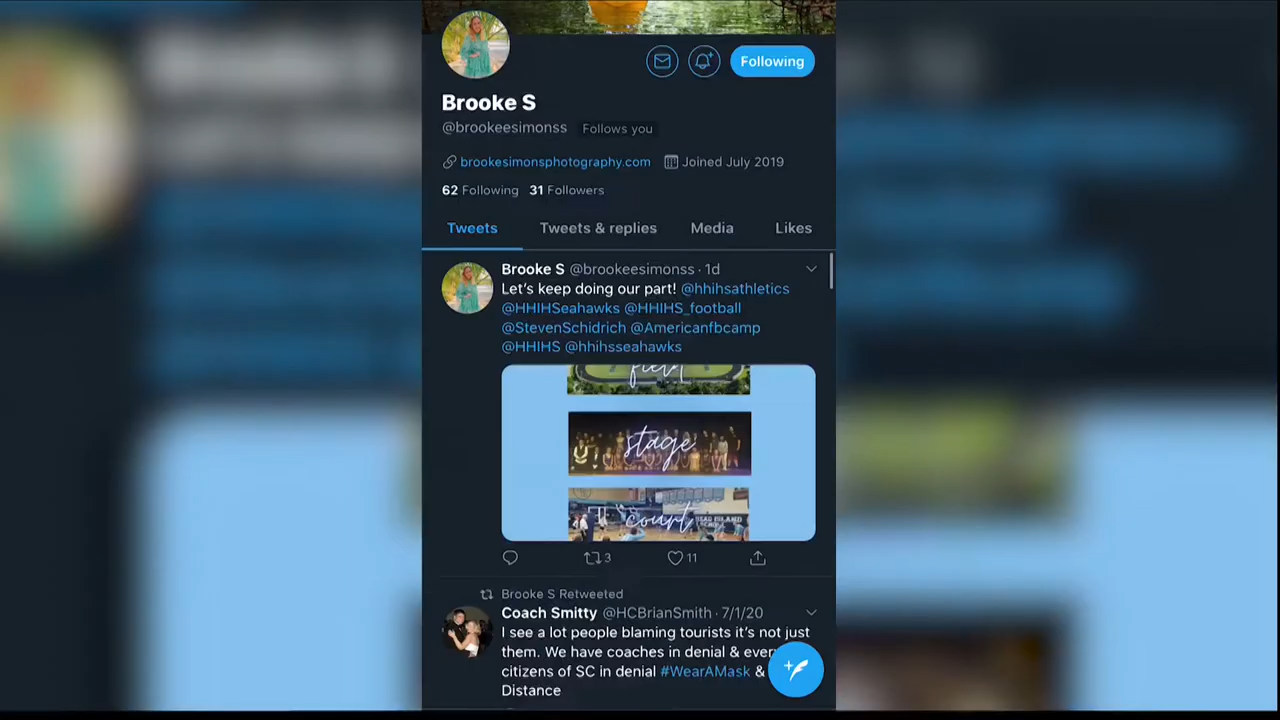 Following
Brooke S
@brookeesimonss Follows you
brookesimonsphotography.com Joined July 2019
62 Following 31 Followers
Tweets Tweets & replies Media Likes
Brooke S @brookeesimonss · 1d
Let's keep doing our part! @hhihsathletics
@HHIHSeahawks @HHIHS_football
@StevenSchidrich @Americanfbcamp
@HHIHS @hhihsseahawks
field
stage
court
3 11
Brooke S Retweeted
Coach Smitty @HCBrianSmith · 7/1/20
I see a lot people blaming tourists it's not just
them. We have coaches in denial &
citizens of SC in denial #WearAMask &
Distance